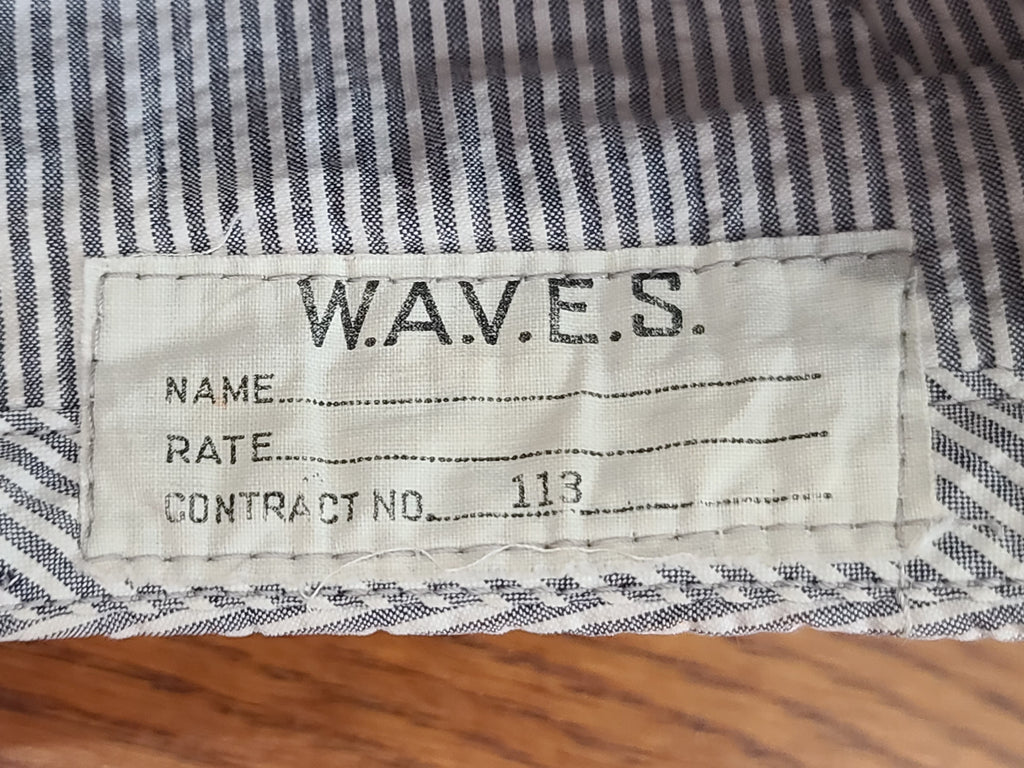 W.A.V.E.S.
NAME..............................
RATE..............................
CONTRACT NO. 113